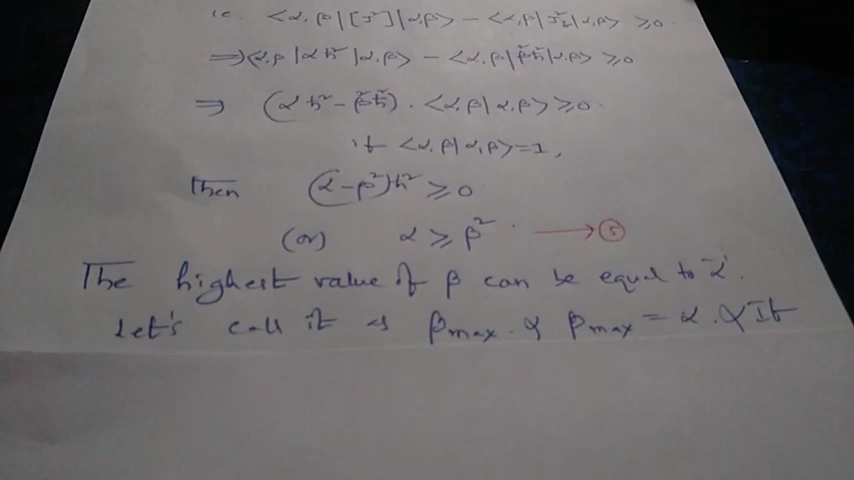 i.e. <α,β|[J²]|α,β> − <α,β|J_z²|α,β> ≥0.
⇒<α,β|αħ²|α,β> − <α,β|β²ħ²|α,β> ≥0
⇒ (αħ²−β²ħ²) . <α,β|α,β> ≥0.
if <α,β|α,β>=1,
Then (α−β²)ħ² ≥0
(or) α ≥ β² . → ⑤
The highest value of β can be equal to 'α'.
Let's call it as βmax. & βmax = α. & It